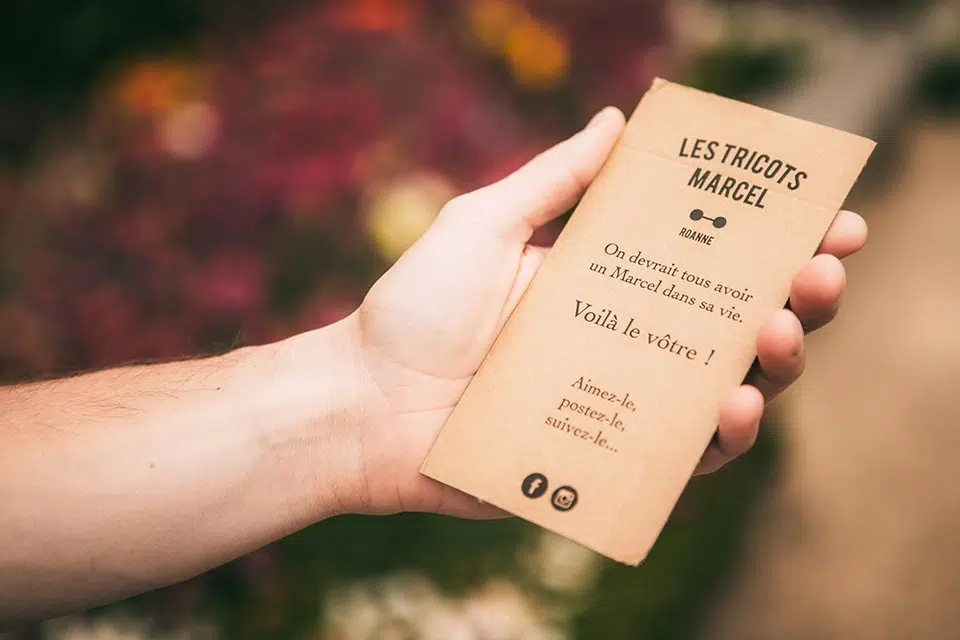 LES TRICOTS
MARCEL
ROANNE
On devrait tous avoir
un Marcel dans sa vie.
Voilà le vôtre !
Aimez-le,
postez-le,
suivez-le...
f